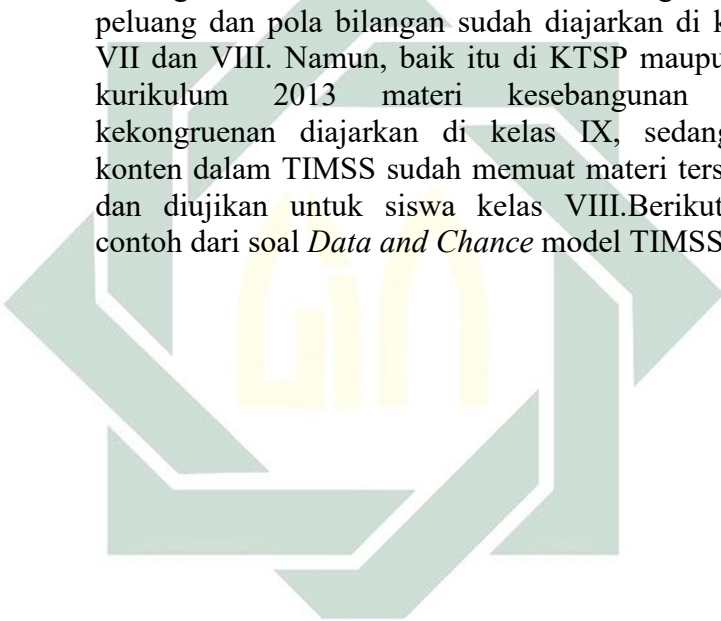 peluang dan pola bilangan sudah diajarkan di k
VII dan VIII. Namun, baik itu di KTSP maupu
kurikulum 2013 materi kesebangunan
kekongruenan diajarkan di kelas IX, sedang
konten dalam TIMSS sudah memuat materi ters
dan diujikan untuk siswa kelas VIII.Berikut
contoh dari soal Data and Chance model TIMSS